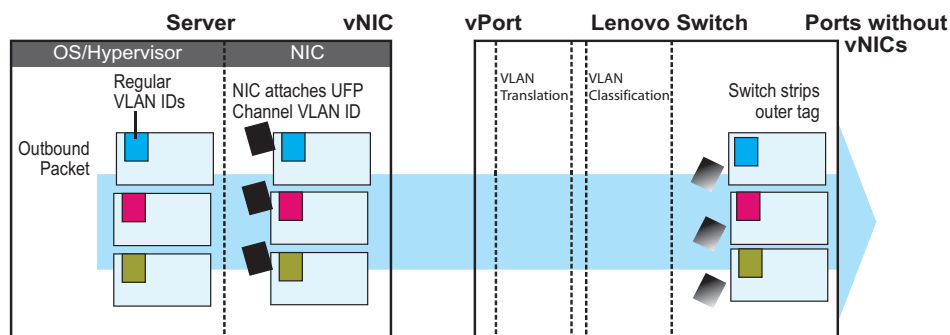 Server
vNIC
vPort
Lenovo Switch
Ports without
vNICs
OS/Hypervisor
NIC
Regular
VLAN IDs
NIC attaches UFP
Channel VLAN ID
VLAN
Translation
VLAN
Classification
Switch strips
outer tag
Outbound
Packet